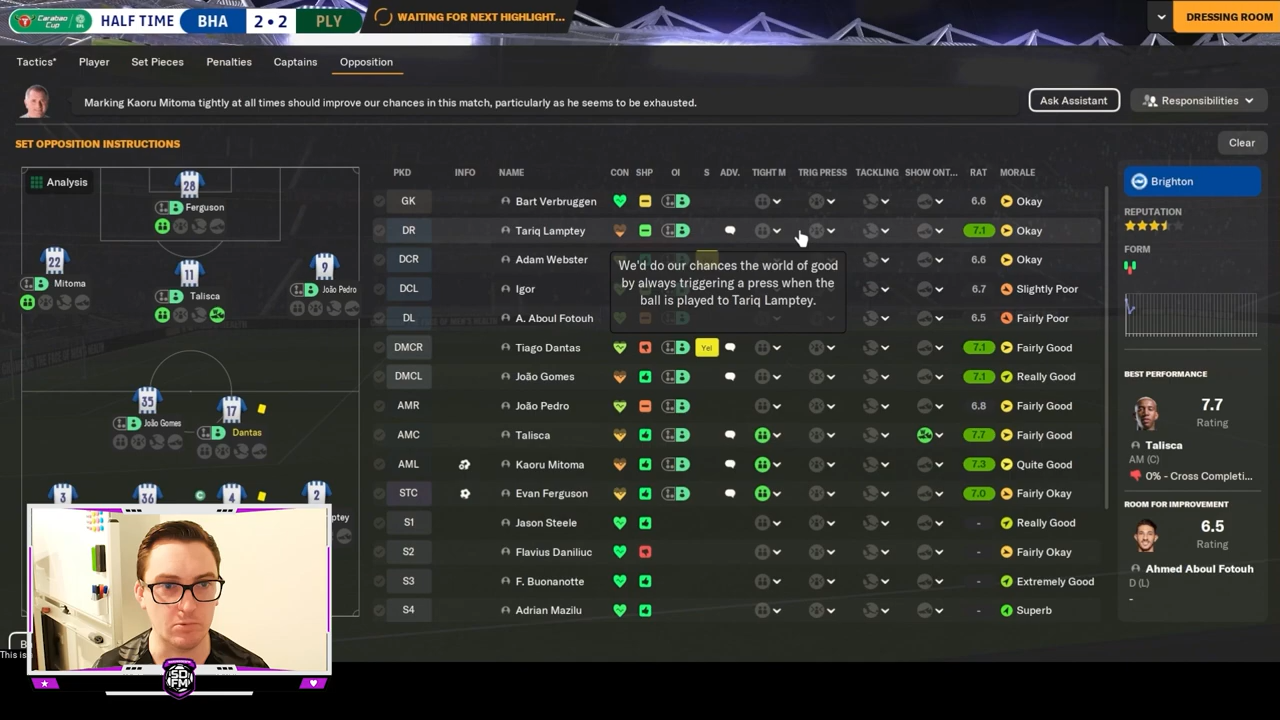 Carabao Cup EFL HALF TIME BHA 2 • 2 PLY WAITING FOR NEXT HIGHLIGHT... DRESSING ROOM
Tactics* Player Set Pieces Penalties Captains Opposition
Marking Kaoru Mitoma tightly at all times should improve our chances in this match, particularly as he seems to be exhausted. Ask Assistant Responsibilities
SET OPPOSITION INSTRUCTIONS Clear
Analysis
28
Ferguson
22
Mitoma
11
Talisca
9
João Pedro
35
João Gomes
17
Dantas
3 36 C 4 2
ptey
PKD INFO NAME CON SHP OI S ADV. TIGHT M TRIG PRESS TACKLING SHOW ONT... RAT MORALE
GK Bart Verbruggen 6.6 Okay
DR Tariq Lamptey 7.1 Okay
DCR Adam Webster 6.6 Okay
DCL Igor 6.7 Slightly Poor
DL A. Aboul Fotouh 6.5 Fairly Poor
We'd do our chances the world of good
by always triggering a press when the
ball is played to Tariq Lamptey.
DMCR Tiago Dantas Yel 7.1 Fairly Good
DMCL João Gomes 7.1 Really Good
AMR João Pedro 6.8 Fairly Good
AMC Talisca 7.7 Fairly Good
AML Kaoru Mitoma 7.3 Quite Good
STC Evan Ferguson 7.0 Fairly Okay
S1 Jason Steele - Really Good
S2 Flavius Daniliuc - Fairly Okay
S3 F. Buonanotte - Extremely Good
S4 Adrian Mazilu - Superb
Brighton
REPUTATION
FORM
BEST PERFORMANCE
7.7
Rating
Talisca
AM (C)
0% - Cross Completi...
ROOM FOR IMPROVEMENT
6.5
Rating
Ahmed Aboul Fotouh
D (L)
-
This is
SD
FM